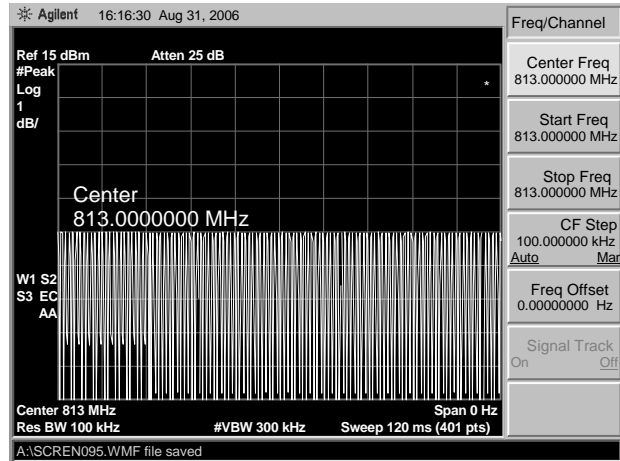 Agilent 16:16:30 Aug 31, 2006
Freq/Channel
Ref 15 dBm Atten 25 dB
#Peak
Log
1
dB/
*
Center
813.0000000 MHz
W1 S2
S3 EC
AA
Center 813 MHz Span 0 Hz
Res BW 100 kHz #VBW 300 kHz Sweep 120 ms (401 pts)
A:\SCREN095.WMF file saved
Center Freq
813.000000 MHz
Start Freq
813.000000 MHz
Stop Freq
813.000000 MHz
CF Step
100.000000 kHz
Auto Man
Freq Offset
0.00000000 Hz
Signal Track
On Off